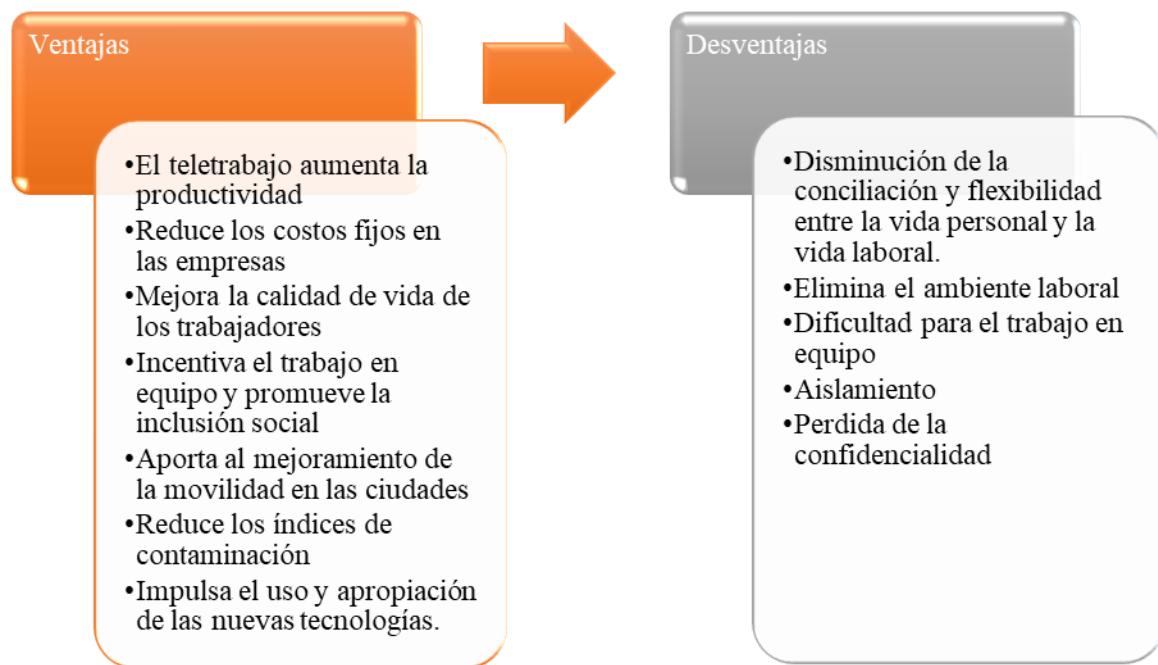 Ventajas
•El teletrabajo aumenta la
productividad
•Reduce los costos fijos en
las empresas
•Mejora la calidad de vida de
los trabajadores
•Incentiva el trabajo en
equipo y promueve la
inclusión social
•Aporta al mejoramiento de
la movilidad en las ciudades
•Reduce los índices de
contaminación
•Impulsa el uso y apropiación
de las nuevas tecnologías.
Desventajas
•Disminución de la
conciliación y flexibilidad
entre la vida personal y la
vida laboral.
•Elimina el ambiente laboral
•Dificultad para el trabajo en
equipo
•Aislamiento
•Perdida de la
confidencialidad